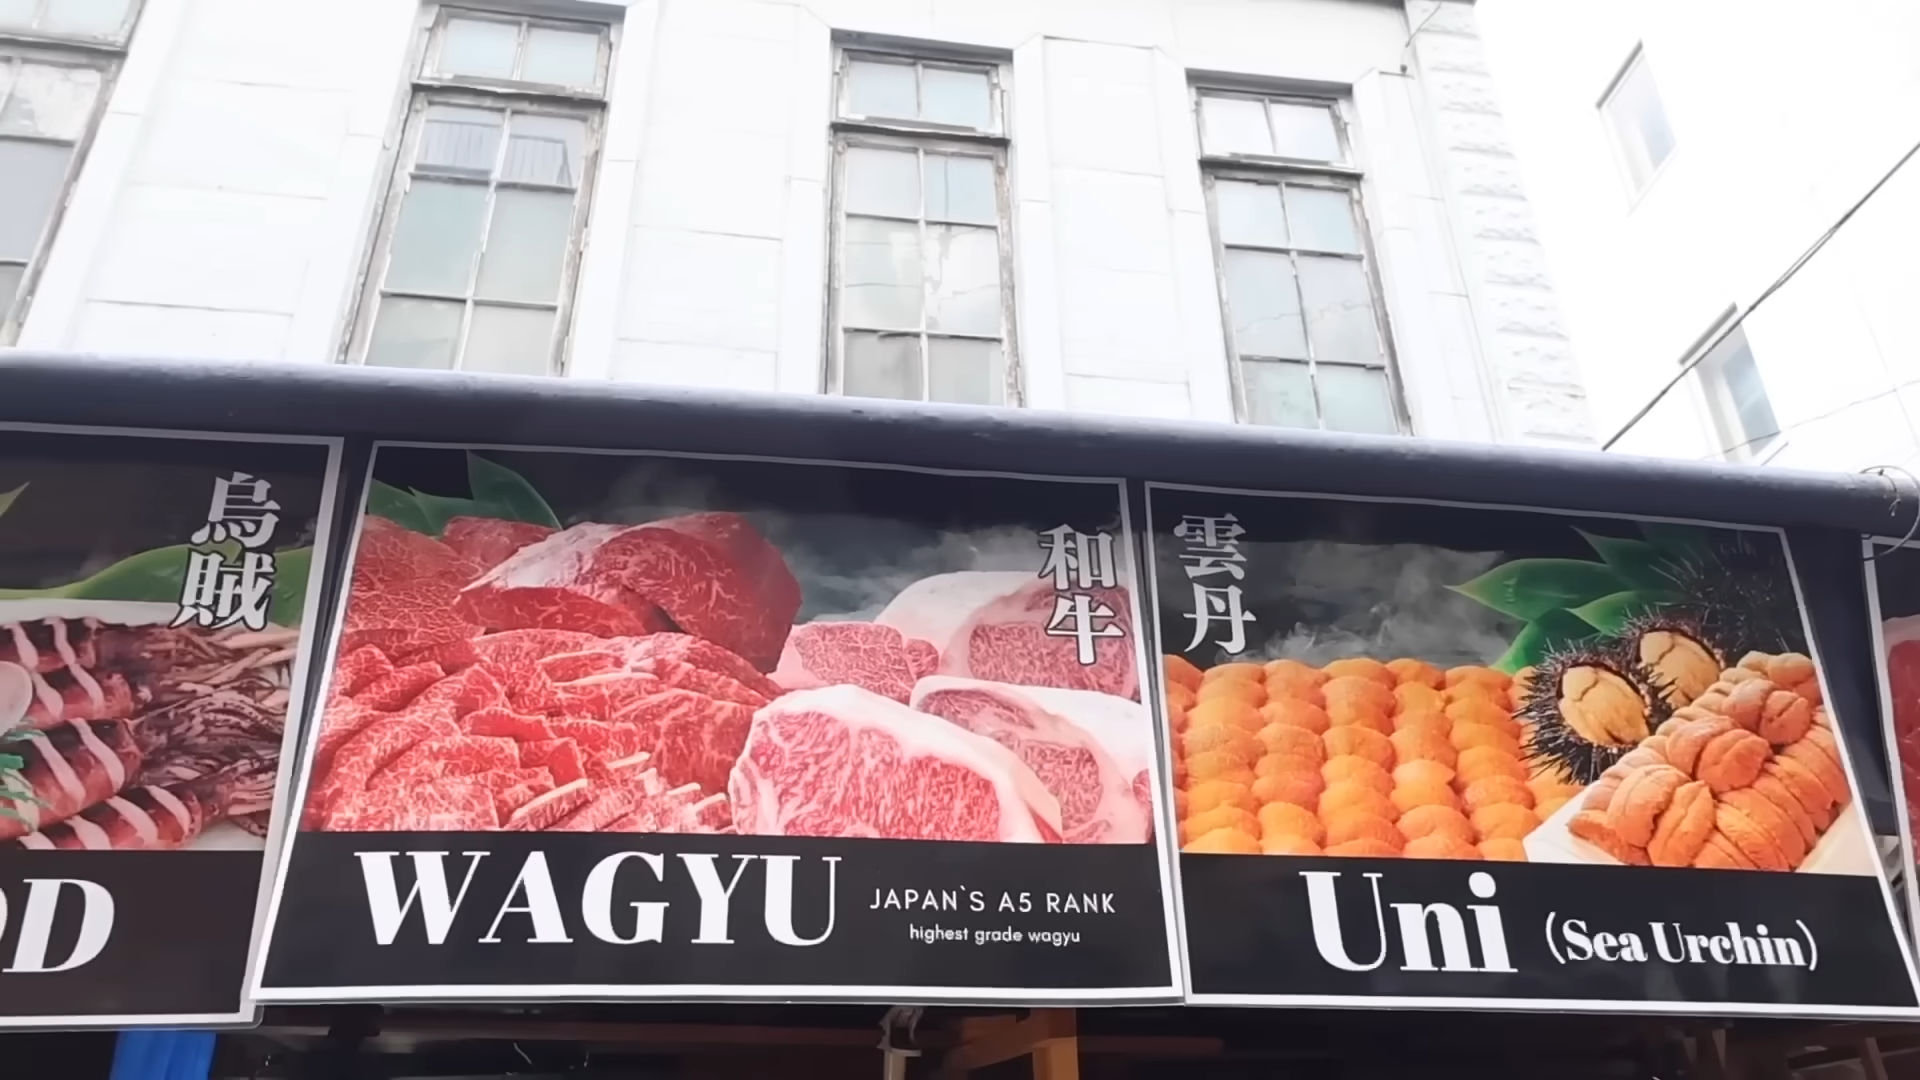 烏賊
OD
和牛
WAGYU
JAPAN`S A5 RANK
highest grade wagyu
雲丹
Uni (Sea Urchin)